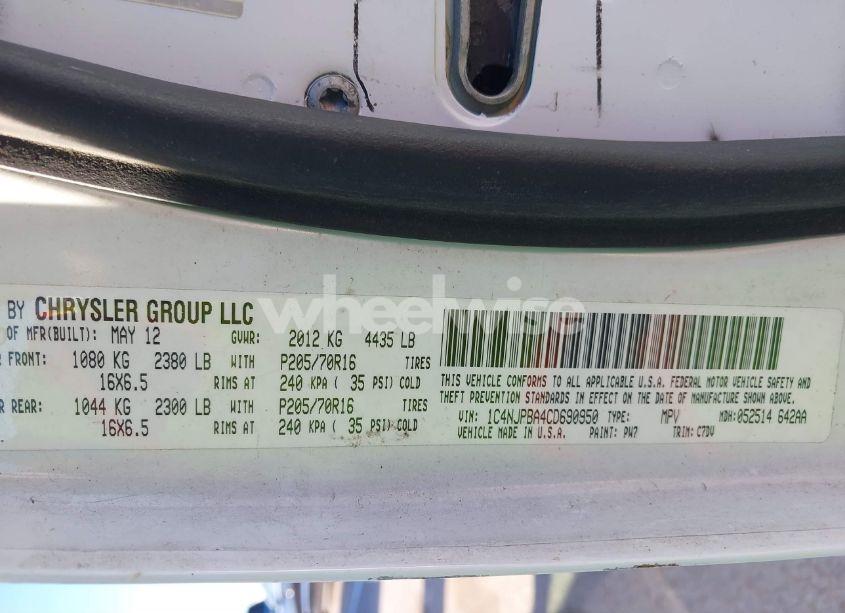 BY CHRYSLER GROUP LLC
OF MFR(BUILT): MAY 12 GVWR: 2012 KG 4435 LB
FRONT: 1080 KG 2380 LB WITH P205/70R16 TIRES
16X6.5 RIMS AT 240 KPA ( 35 PSI) COLD
REAR: 1044 KG 2300 LB WITH P205/70R16 TIRES
16X6.5 RIMS AT 240 KPA ( 35 PSI) COLD
THIS VEHICLE CONFORMS TO ALL APPLICABLE U.S.A. FEDERAL MOTOR VEHICLE SAFETY AND
THEFT PREVENTION STANDARDS IN EFFECT ON THE DATE OF MANUFACTURE SHOWN ABOVE.
VIN: 1C4NJPBA4CD690950 TYPE: MPV MDH: 052514 642AA
VEHICLE MADE IN U.S.A. PAINT: PW7 TRIM: C7DV
wheelwise